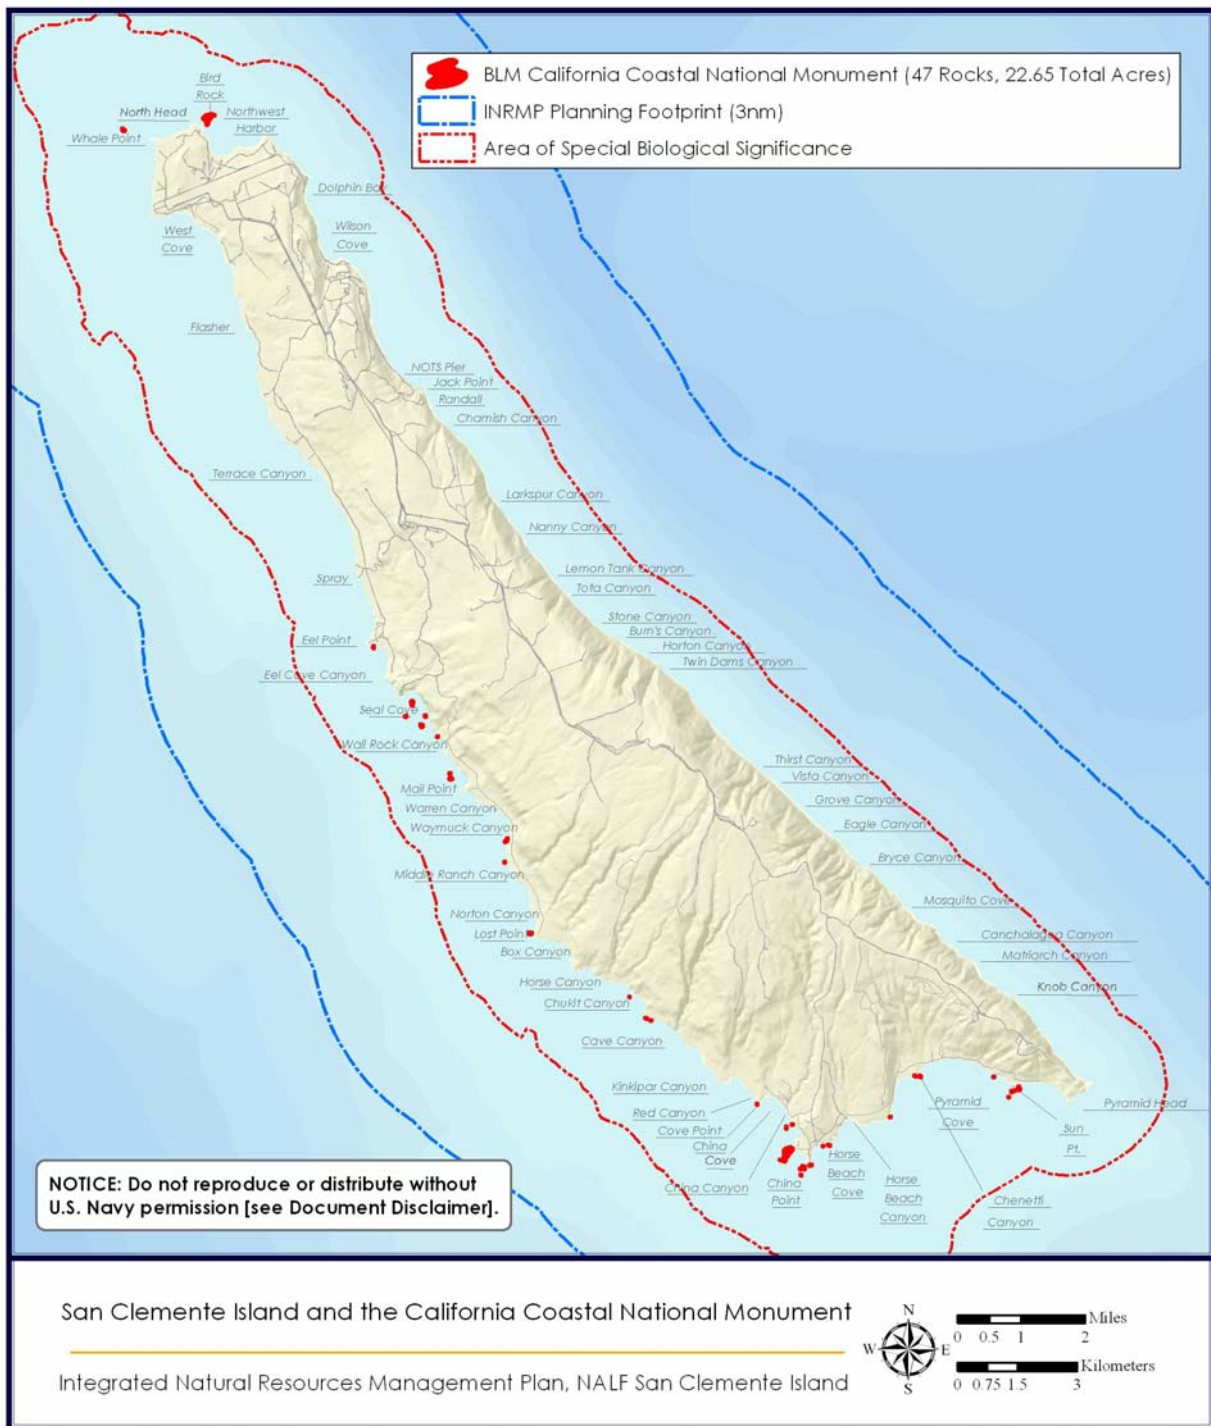 BLM California Coastal National Monument (47 Rocks, 22.65 Total Acres)
INRMP Planning Footprint (3nm)
Area of Special Biological Significance
Bird
Rock
North Head
Northwest
Harbor
Whale Point
Dolphin Bay
West
Cove
Wilson
Cove
Flasher
NOTS Pier
Jack Point
Randall
Chamish Canyon
Terrace Canyon
Larkspur Canyon
Nanny Canyon
Lemon Tank Canyon
Spray
Tota Canyon
Stone Canyon
Burn's Canyon
Eel Point
Horton Canyon
Twin Dams Canyon
Eel Cove Canyon
Seal Cove
Wall Rock Canyon
Thirst Canyon
Vista Canyon
Mail Point
Grove Canyon
Warren Canyon
Eagle Canyon
Waymuck Canyon
Bryce Canyon
Middle Ranch Canyon
Mosquito Cove
Norton Canyon
Lost Point
Canchalagua Canyon
Box Canyon
Matriarch Canyon
Horse Canyon
Knob Canyon
Chukit Canyon
Cave Canyon
Kinkipar Canyon
Red Canyon
Cove Point
China
Cove
China Canyon
China
Point
Horse
Beach
Cove
Horse
Beach
Canyon
Pyramid
Cove
Sun
Pt.
Pyramid Head
Chenetti
Canyon
NOTICE: Do not reproduce or distribute without
U.S. Navy permission [see Document Disclaimer].
San Clemente Island and the California Coastal National Monument
Integrated Natural Resources Management Plan, NALF San Clemente Island
N
W E
S
Miles
0 0.5 1 2
Kilometers
0 0.75 1.5 3